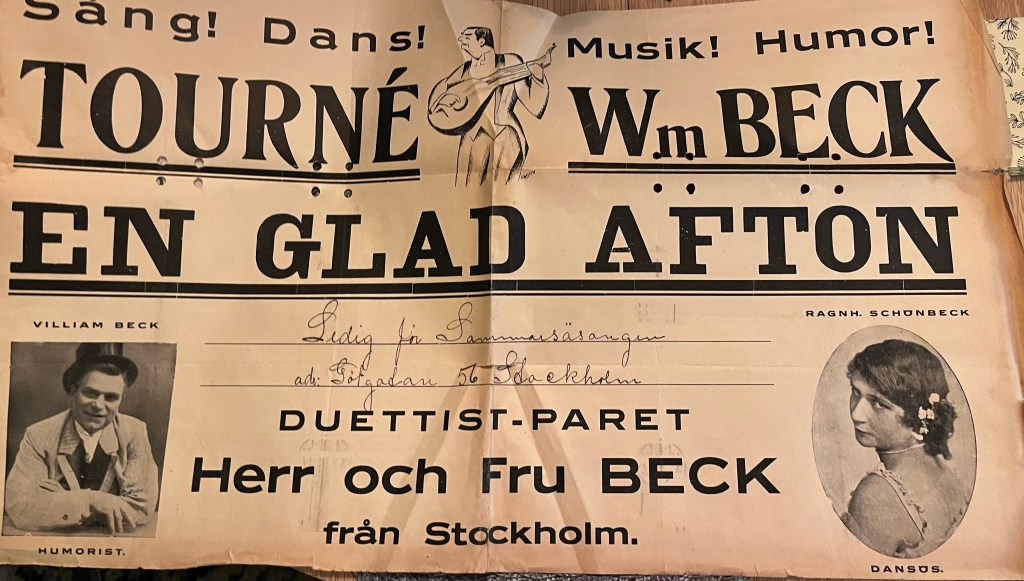 Sång! Dans!
Musik! Humor!
TOURNÉ
Wm BECK
EN GLAD AFTON
VILLIAM BECK
RAGNH. SCHÖNBECK
Ledig för Sommarsäsongen
adr: Götgatan 56 Stockholm
DUETTIST-PARET
Herr och Fru BECK
från Stockholm.
HUMORIST.
DANSÖS.